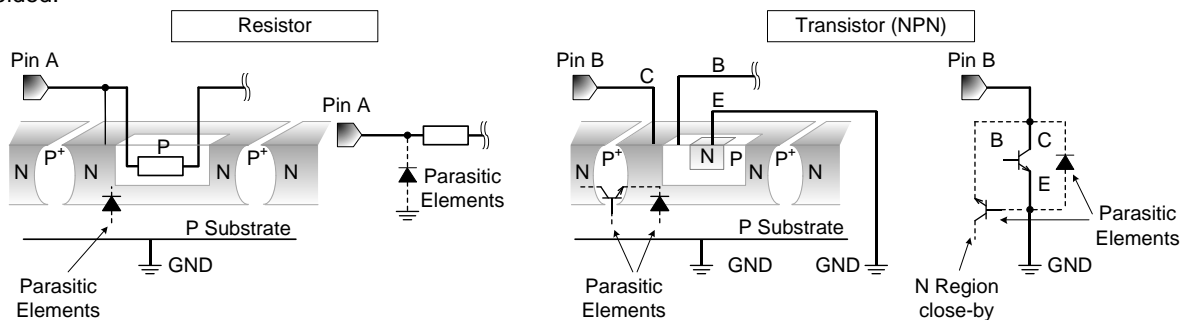 Resistor
Transistor (NPN)
Pin A
Pin A
P
N
P+
N
P+
N
N
Parasitic
Elements
P Substrate
GND
Parasitic
Elements
Pin B
C
B
E
N
P+
N
P
N
P+
N
P Substrate
GND
GND
Parasitic
Elements
Pin B
B
C
E
Parasitic
Elements
GND
N Region
close-by